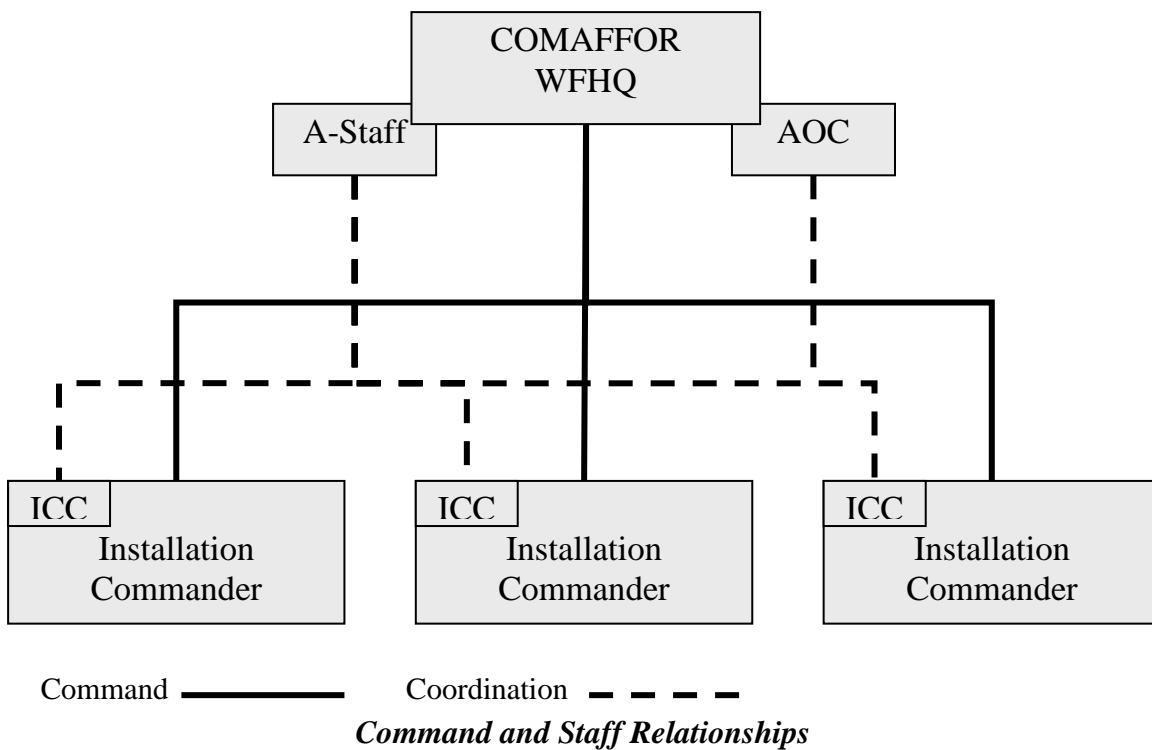 COMAFFOR
WFHQ
A-Staff
AOC
ICC
Installation
Commander
ICC
Installation
Commander
ICC
Installation
Commander
Command
Coordination
Command and Staff Relationships